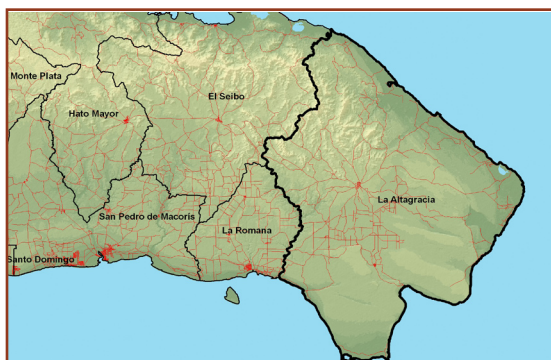 Monte Plata
El Seibo
Hato Mayor
La Altagracia
San Pedro de Macoris
La Romana
Santo Domingo